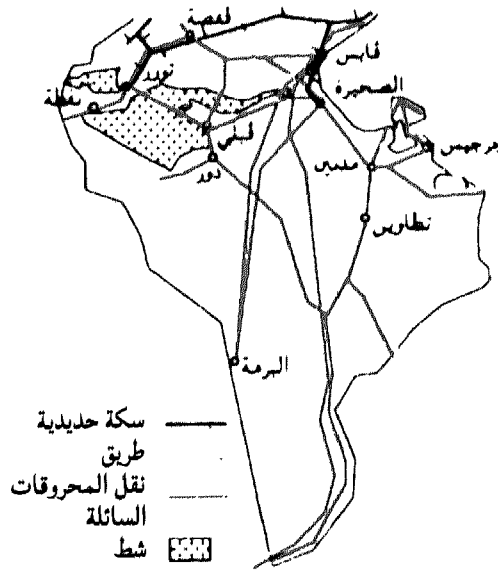 قفصة
قابس
الصخيرة
توزر
نفطة
قبلي
دوز
جرجيس
مدنين
تطاوين
البرمة
سكة حديدية
طريق
نقل المحروقات
السائلة
شط